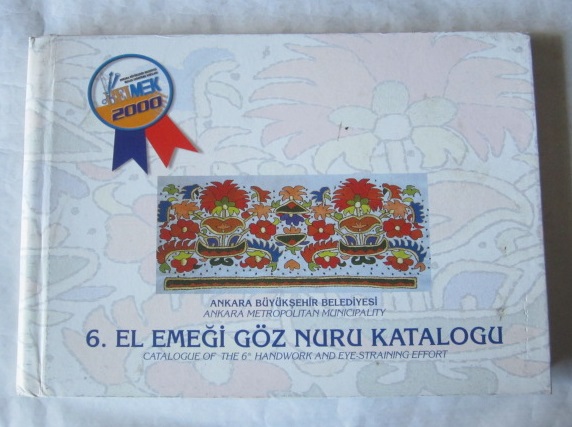 MEK
2000
ANKARA BÜYÜKŞEHİR BELEDİYESİ
ANKARA METROPOLITAN MUNICIPALITY
6. EL EMEĞİ GÖZ NURU KATALOGU
CATALOGUE OF THE 6th HANDWORK AND EYE-STRAINING EFFORT